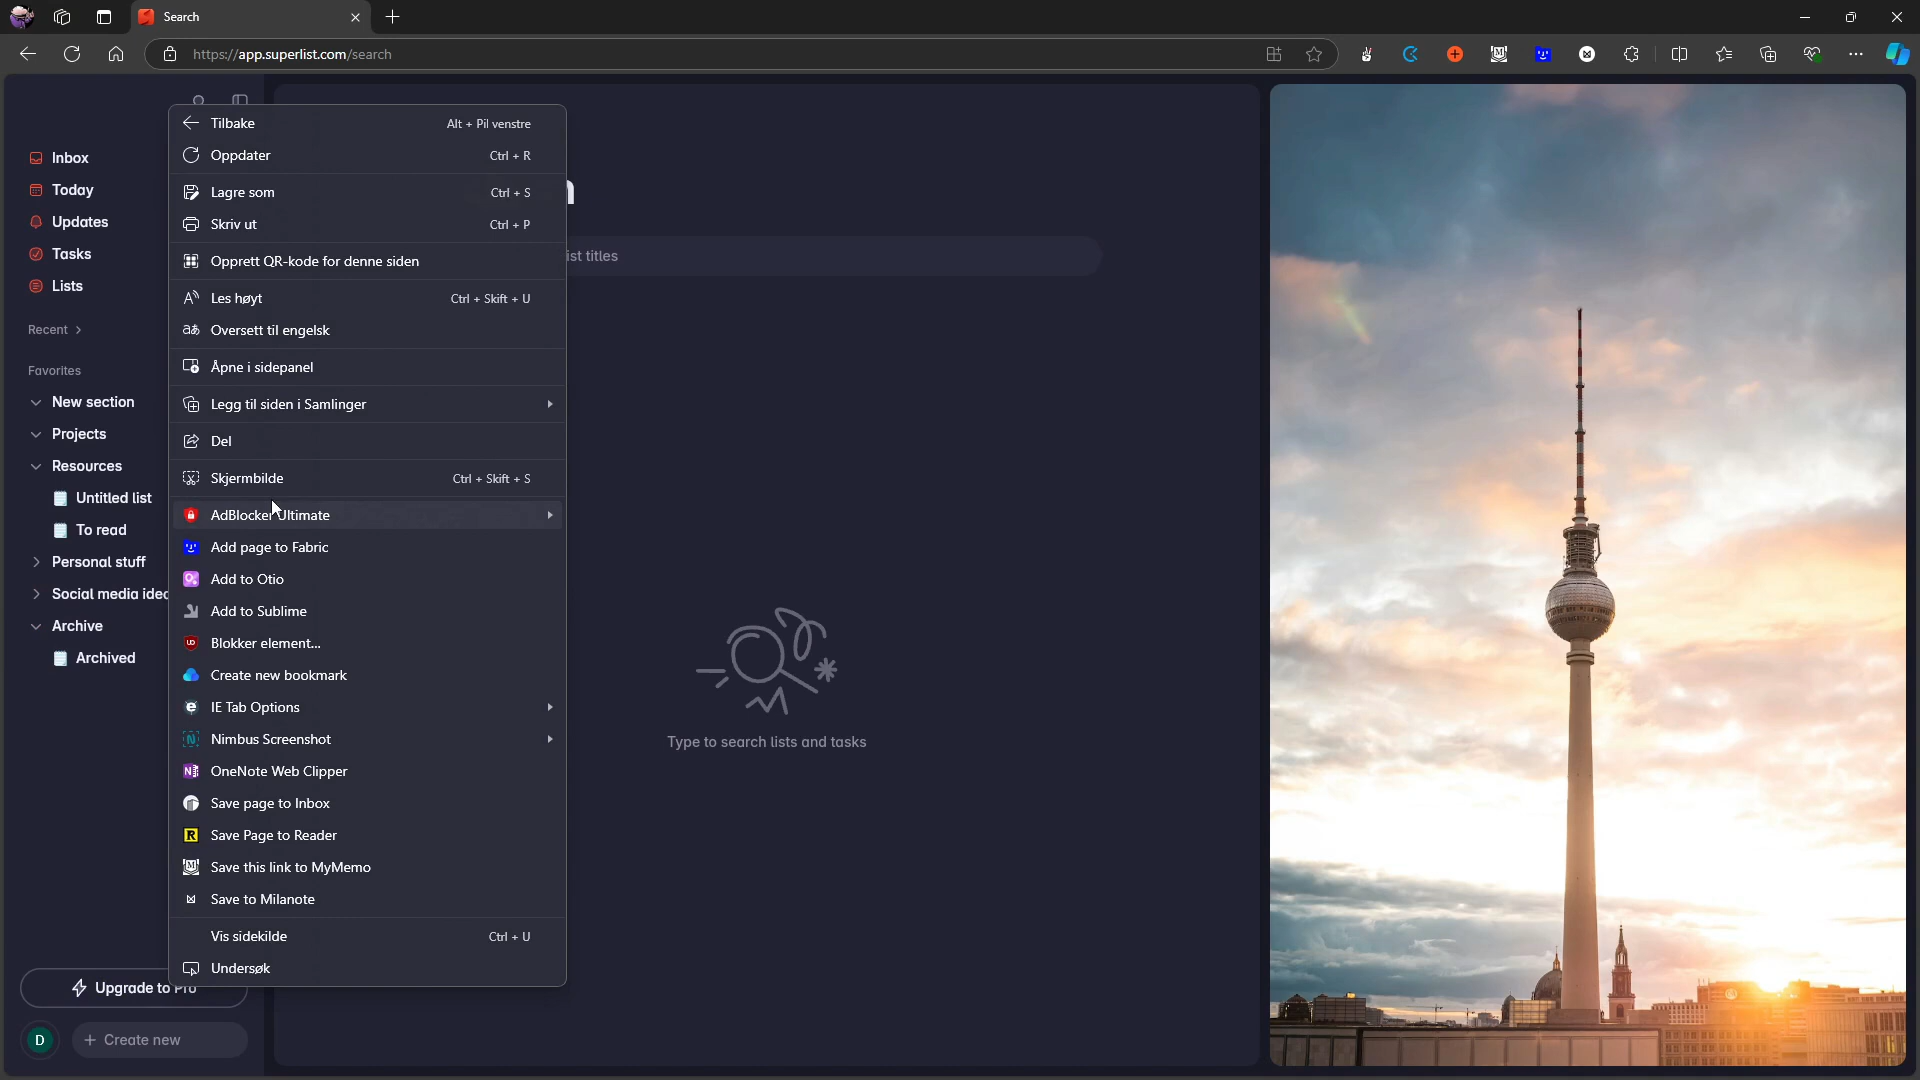 Search
https://app.superlist.com/search
Inbox
Today
Updates
Tasks
Lists
Recent
Favorites
New section
Projects
Resources
Untitled list
To read
Personal stuff
Social media
Archive
Archived
Upgrade to Pro
D
+ Create new
Tilbake Alt + Pil venstre
Oppdater Ctrl + R
Lagre som Ctrl + S
Skriv ut Ctrl + P
Opprett QR-kode for denne siden
Les høyt Ctrl + Skift + U
Oversett til engelsk
Åpne i sidepanel
Legg til siden i Samlinger
Del
Skjermbilde Ctrl + Skift + S
AdBlocker Ultimate
Add page to Fabric
Add to Otio
Add to Sublime
Blokker element...
Create new bookmark
IE Tab Options
Nimbus Screenshot
OneNote Web Clipper
Save page to Inbox
Save Page to Reader
Save this link to MyMemo
Save to Milanote
Vis sidekilde Ctrl + U
Undersøk
titles
Type to search lists and tasks